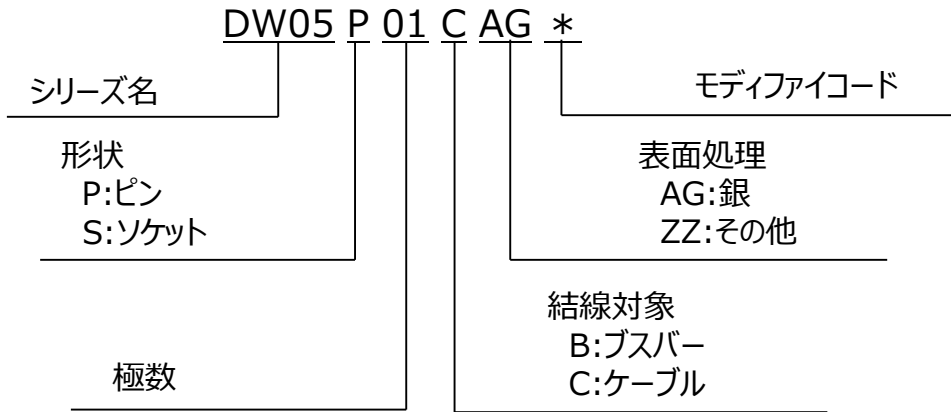 DW05 P 01 C AG *
シリーズ名
モディファイコード
形状
P:ピン
S:ソケット
表面処理
AG:銀
ZZ:その他
結線対象
B:ブスバー
C:ケーブル
極数